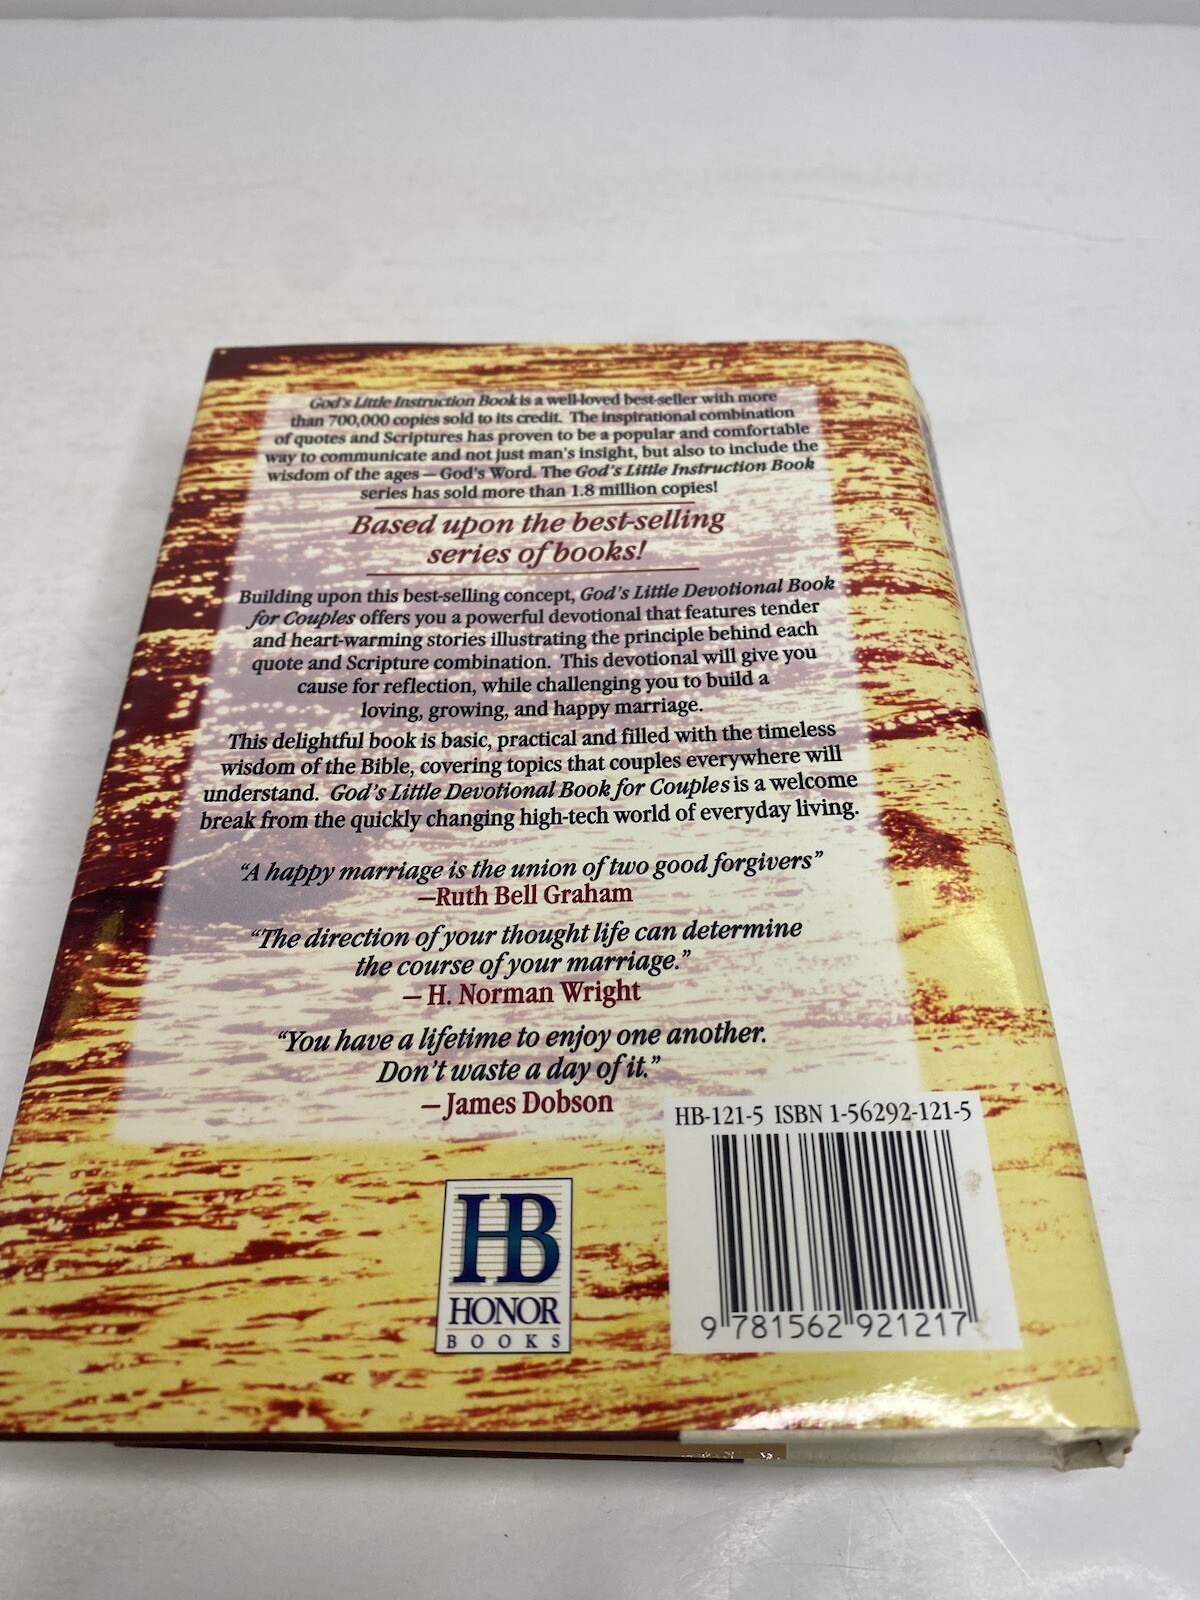 God's Little Instruction Book is a well-loved best-seller with more
than 700,000 copies sold to its credit. The inspirational combination
of quotes and Scriptures has proven to be a popular and comfortable
way to communicate and not just man's insight, but also to include the
wisdom of the ages — God's Word. The God's Little Instruction Book
series has sold more than 1.8 million copies!
Based upon the best-selling
series of books!
Building upon this best-selling concept, God's Little Devotional Book
for Couples offers you a powerful devotional that features tender
and heart-warming stories illustrating the principle behind each
quote and Scripture combination. This devotional will give you
cause for reflection, while challenging you to build a
loving, growing, and happy marriage.
This delightful book is basic, practical and filled with the timeless
wisdom of the Bible, covering topics that couples everywhere will
understand. God's Little Devotional Book for Couples is a welcome
break from the quickly changing high-tech world of everyday living.
“A happy marriage is the union of two good forgivers”
—Ruth Bell Graham
“The direction of your thought life can determine
the course of your marriage.”
— H. Norman Wright
“You have a lifetime to enjoy one another.
Don't waste a day of it.”
—James Dobson
HB-121-5 ISBN 1-56292-121-5
9 781562 921217
HB
HONOR
BOOKS